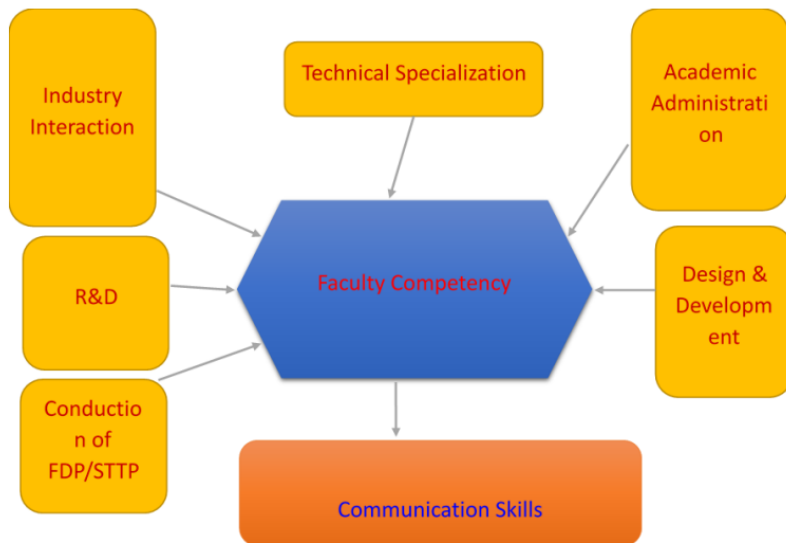 Industry
Interaction
Technical Specialization
Academic
Administrati
on
R&D
Faculty Competency
Design &
Developm
ent
Conductio
n of
FDP/STTP
Communication Skills